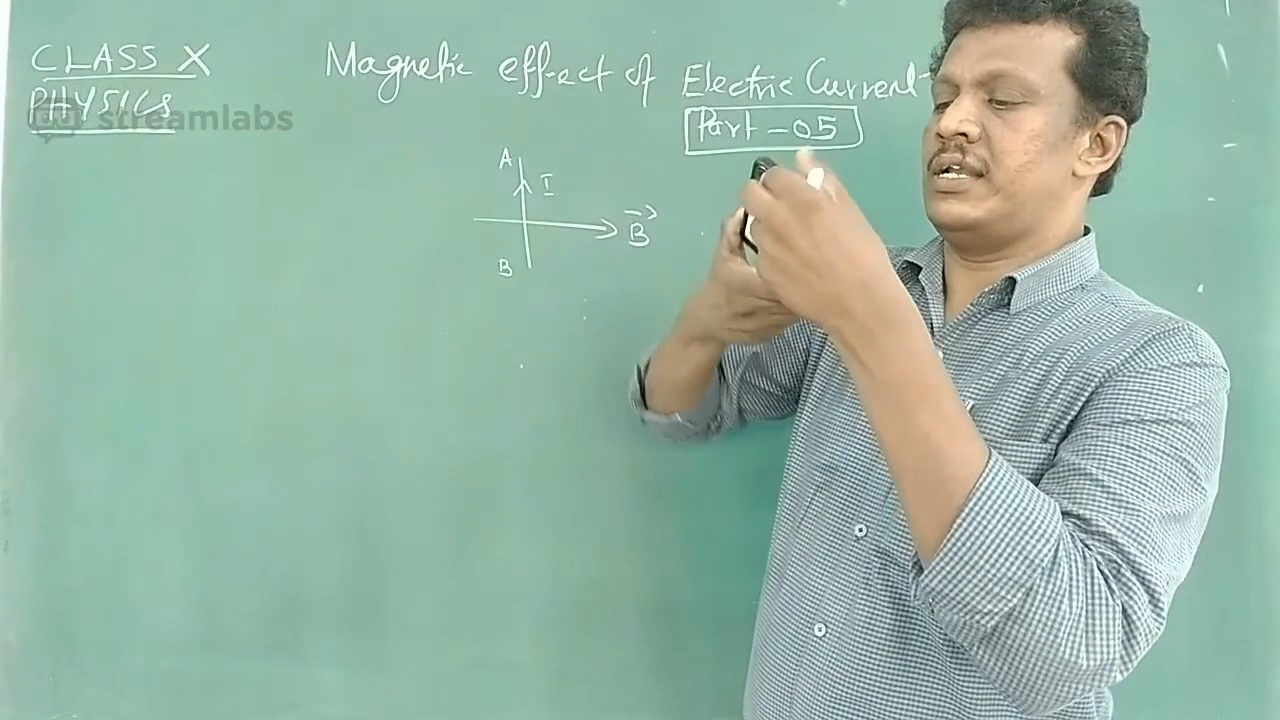 CLASS X
PHYSICS
streamlabs
Magnetic effect of Electric Current
Part - 05
A
I
B
B